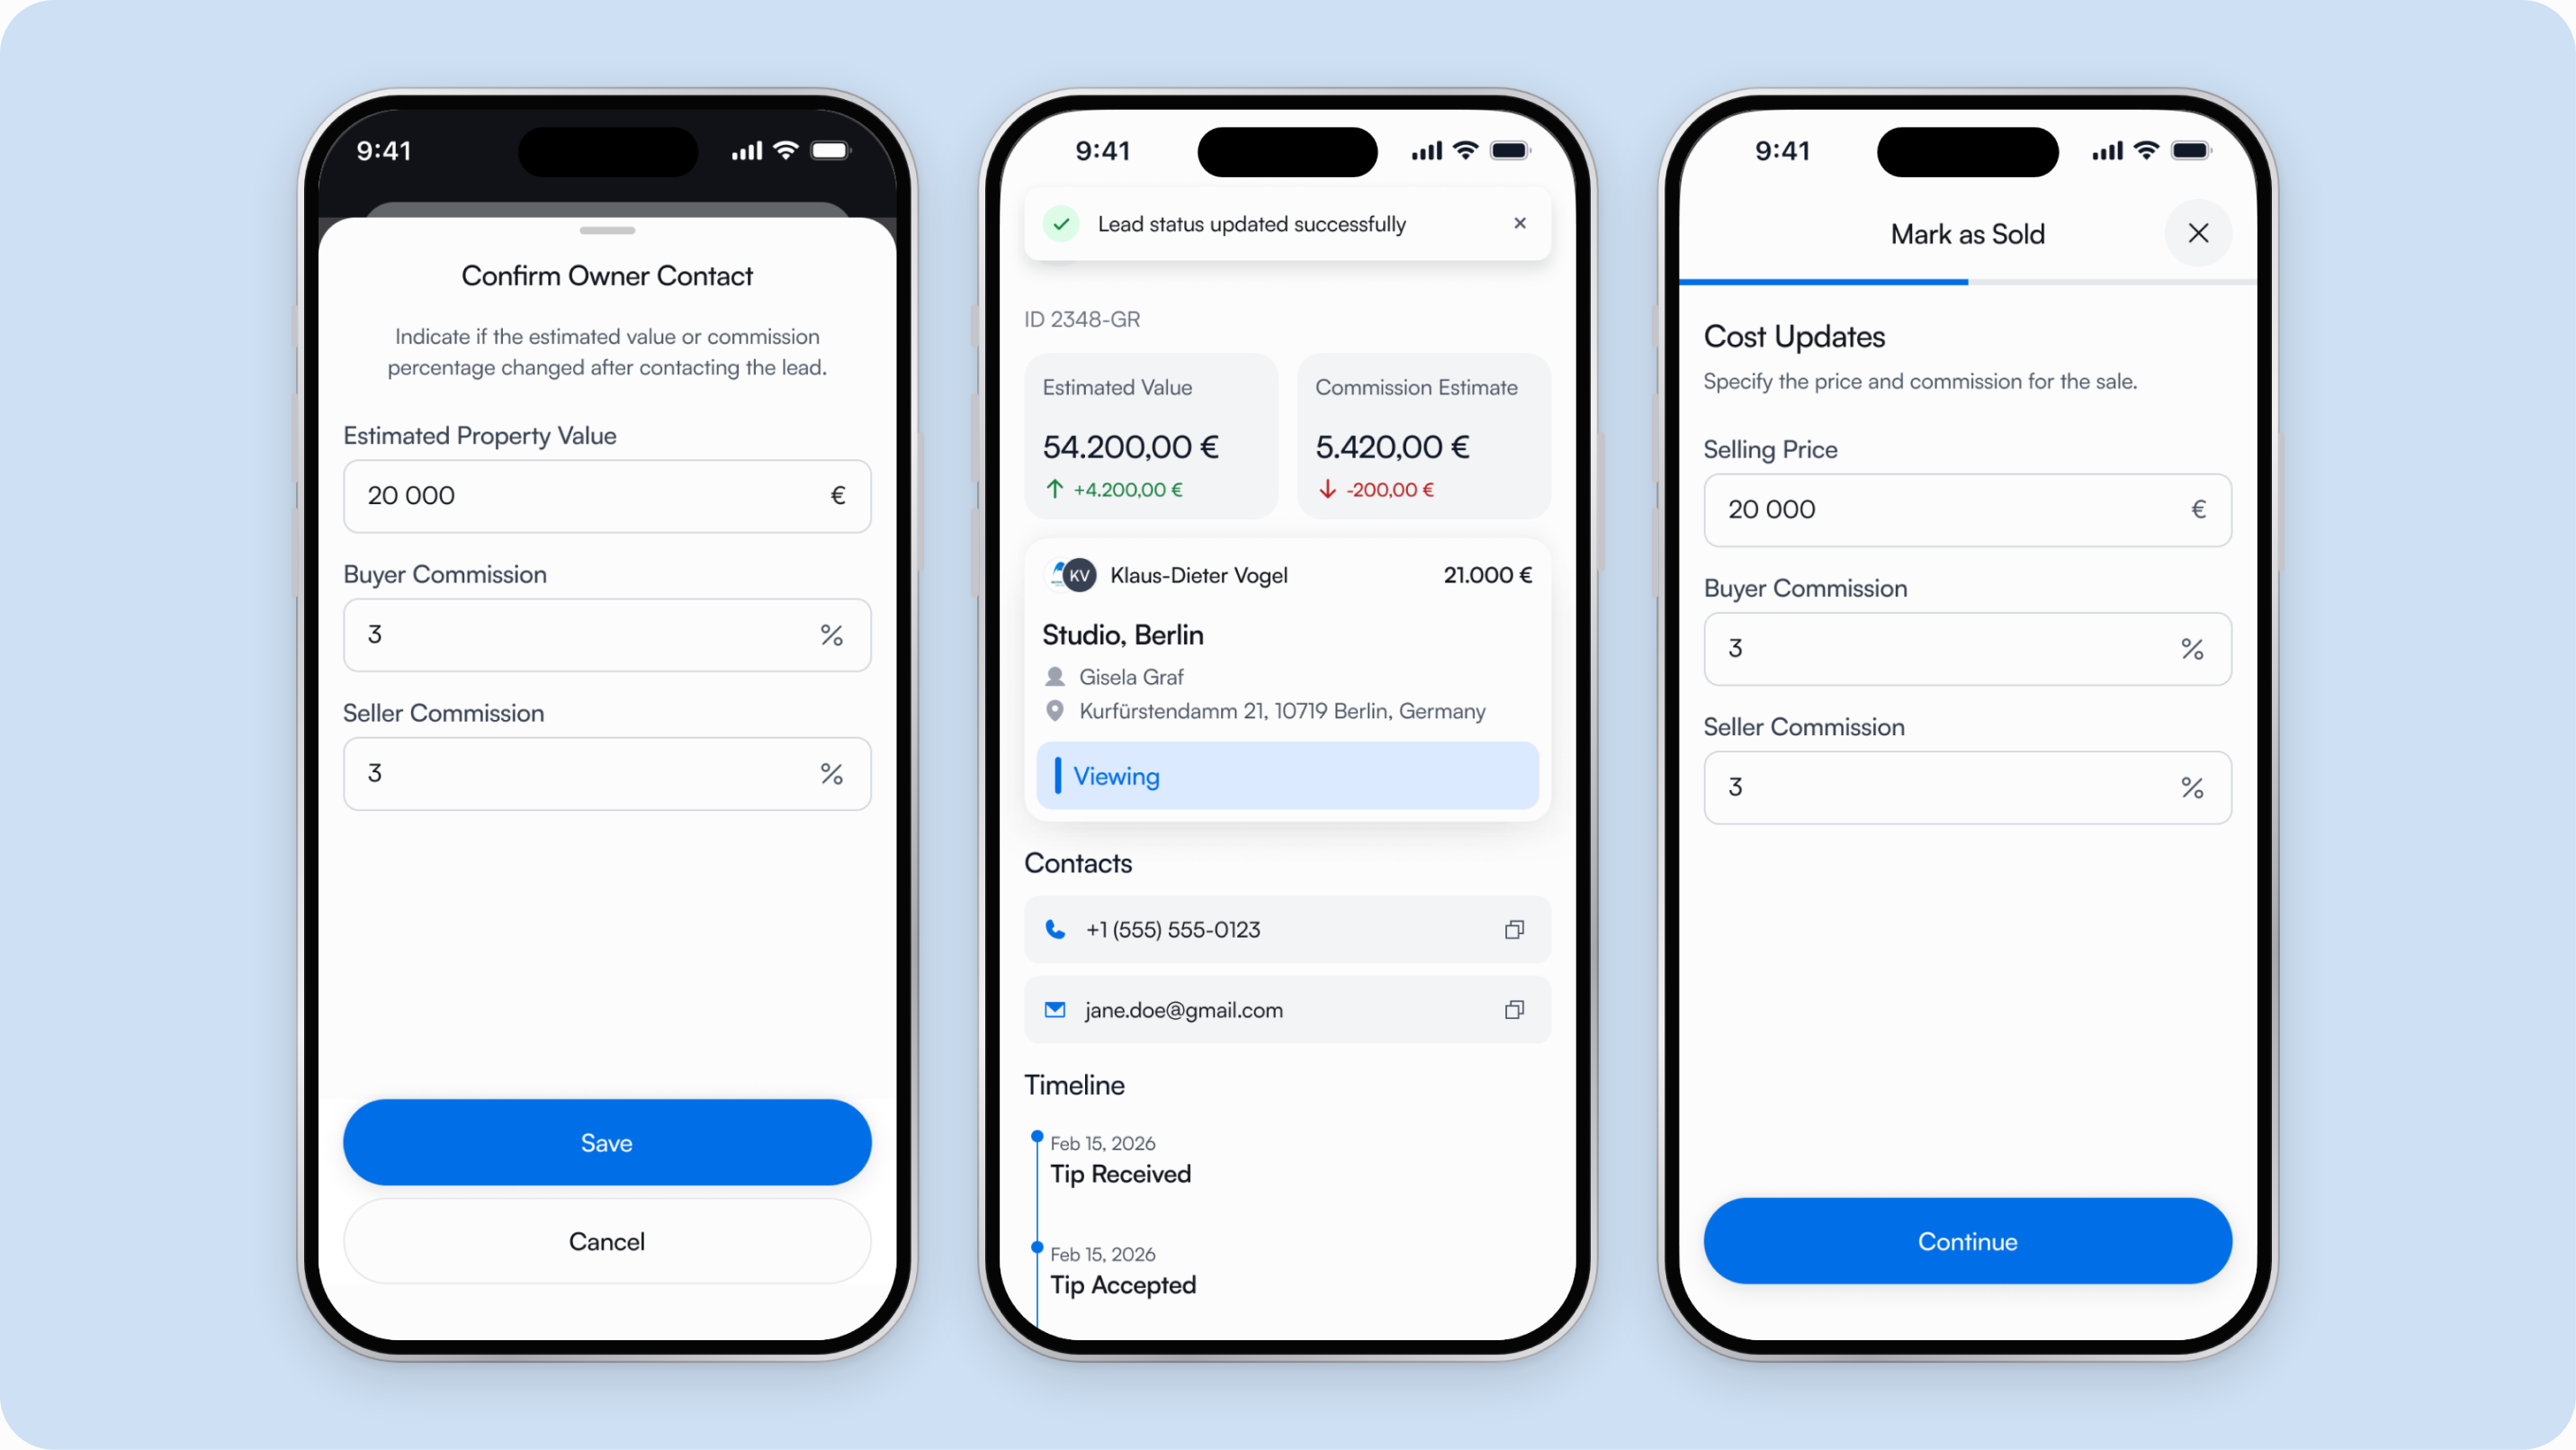 9:41
Confirm Owner Contact
Indicate if the estimated value or commission
percentage changed after contacting the lead.
Estimated Property Value
20 000 €
Buyer Commission
3 %
Seller Commission
3 %
Save
Cancel
9:41
Lead status updated successfully
ID 2348-GR
Estimated Value
54.200,00 €
+4.200,00 €
Commission Estimate
5.420,00 €
-200,00 €
KV Klaus-Dieter Vogel 21.000 €
Studio, Berlin
Gisela Graf
Kurfürstendamm 21, 10719 Berlin, Germany
Viewing
Contacts
+1 (555) 555-0123
jane.doe@gmail.com
Timeline
Feb 15, 2026
Tip Received
Feb 15, 2026
Tip Accepted
9:41
Mark as Sold
Cost Updates
Specify the price and commission for the sale.
Selling Price
20 000 €
Buyer Commission
3 %
Seller Commission
3 %
Continue